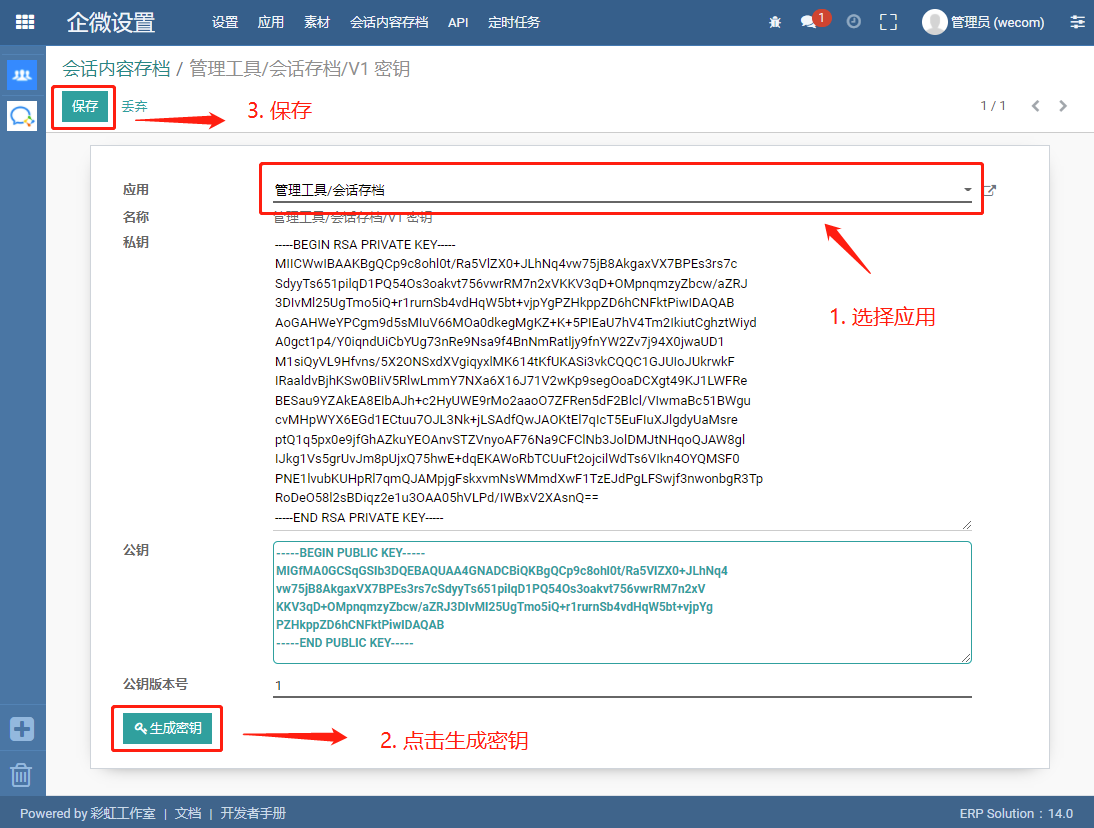 企微设置
设置 应用 素材 会话内容存档 API 定时任务
1
管理员 (wecom)
会话内容存档 / 管理工具/会话存档/V1 密钥
保存 丢弃
3. 保存
1 / 1
应用 管理工具/会话存档
名称 管理工具/会话存档/V1 密钥
私钥
-----BEGIN RSA PRIVATE KEY-----
MIICWwIBAAKBgQCp9c8ohl0t/Ra5VlZX0+JLhNq4vw75jB8AkgaxVX7BPEs3rs7c
SdyyTs651pilqD1PQ54Os3oakvt756vwrRM7n2xVKKV3qD+OMpnqmzyZbcw/aZRJ
3DIvMl25UgTmo5iQ+r1rurnSb4vdHqW5bt+vjpYgPZHkppZD6hCNFktPiwIDAQAB
AoGAHWeYPCgm9d5sMIuV66MOa0dkegMgKZ+K+5PIEaU7hV4Tm2IkiutCghztWiyd
A0gct1p4/Y0iqndUiCbYUg73nRe9Nsa9f4BnNmRatljy9fnYW2Zv7j94X0jwaUD1
M1siQyVL9Hfvns/5X2ONSxdXVgiqyxlMK614tKfUKASi3vkCQQC1GJUIoJUkrwkF
IRaaldvBjhKSw0BIiV5RlwLmmY7NXa6X16J71V2wKp9segOoaDCXgt49KJ1LWFRe
BESau9YZAkEA8EIbAJh+c2HyUWE9rMo2aaoO7ZFRen5dF2Blcl/VIwmaBc51BWgu
cvMHpWYX6EGd1ECtuu7OJL3Nk+jLSAdfQwJAOKtEl7qIcT5EuFIuXJlgdyUaMsre
ptQ1q5px0e9jfGhAZkuYEOAnvSTZVnyoAF76Na9CFClNb3JolDMJtNHqoQJAW8gl
IJkg1Vs5grUvJm8pUjxQ75hwE+dqEKAWoRbTCUuFt2ojcilWdTs6VIkn4OYQMSF0
PNE1lvubKUHpRl7qmQJAMpjgFskxvmNsWMmdXwF1TzEJdPgLFSwjf3nwonbgR3Tp
RoDeO58l2sBDiqz2e1u3OAA05hVLPd/IWBxV2XAsnQ==
-----END RSA PRIVATE KEY-----
1. 选择应用
公钥
-----BEGIN PUBLIC KEY-----
MIGfMA0GCSqGSIb3DQEBAQUAA4GNADCBiQKBgQCp9c8ohl0t/Ra5VlZX0+JLhNq4
vw75jB8AkgaxVX7BPEs3rs7cSdyyTs651pilqD1PQ54Os3oakvt756vwrRM7n2xV
KKV3qD+OMpnqmzyZbcw/aZRJ3DIvMl25UgTmo5iQ+r1rurnSb4vdHqW5bt+vjpYg
PZHkppZD6hCNFktPiwIDAQAB
-----END PUBLIC KEY-----
公钥版本号 1
生成密钥
2. 点击生成密钥
Powered by 彩虹工作室 | 文档 | 开发者手册
ERP Solution：14.0